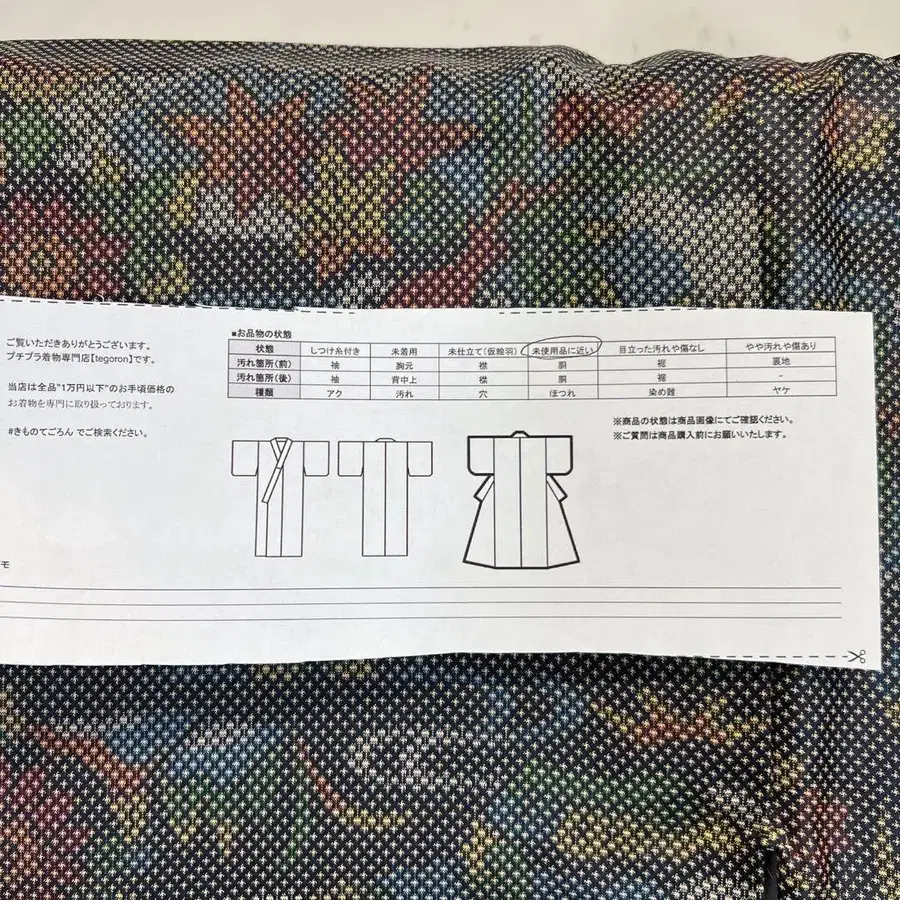 ご覧いただきありがとうございます。
プチプラ着物専門店【tegoron】です。
当店は全品"1万円以下"のお手頃価格の
お着物を専門に取り扱っております。
#きものてごろん でご検索ください。
■お品物の状態
状態 しつけ糸付き 未着用 未仕立て(仮絵羽) 未使用品に近い 目立った汚れや傷なし やや汚れや傷あり
汚れ箇所(前) 袖 胸元 襟 胴 裾 裏地
汚れ箇所(後) 袖 背中上 襟 胴 裾 -
種類 アク 汚れ 穴 ほつれ 染め難 ヤケ
※商品の状態は商品画像にてご確認ください。
※ご質問は商品購入前にお願いいたします。
モ